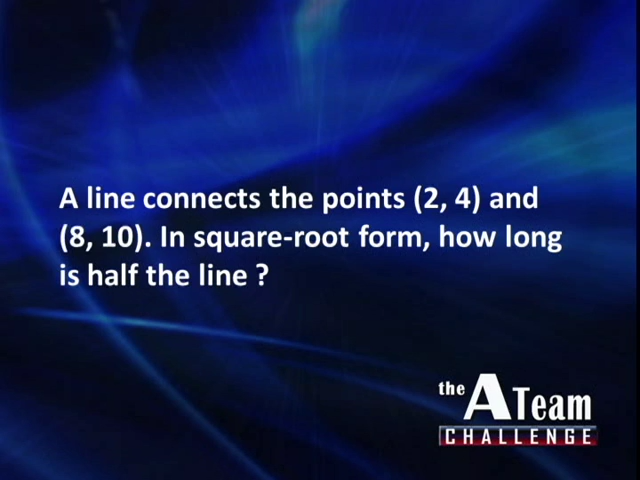 A line connects the points (2, 4) and
(8, 10). In square-root form, how long
is half the line ?
the A Team
CHALLENGE